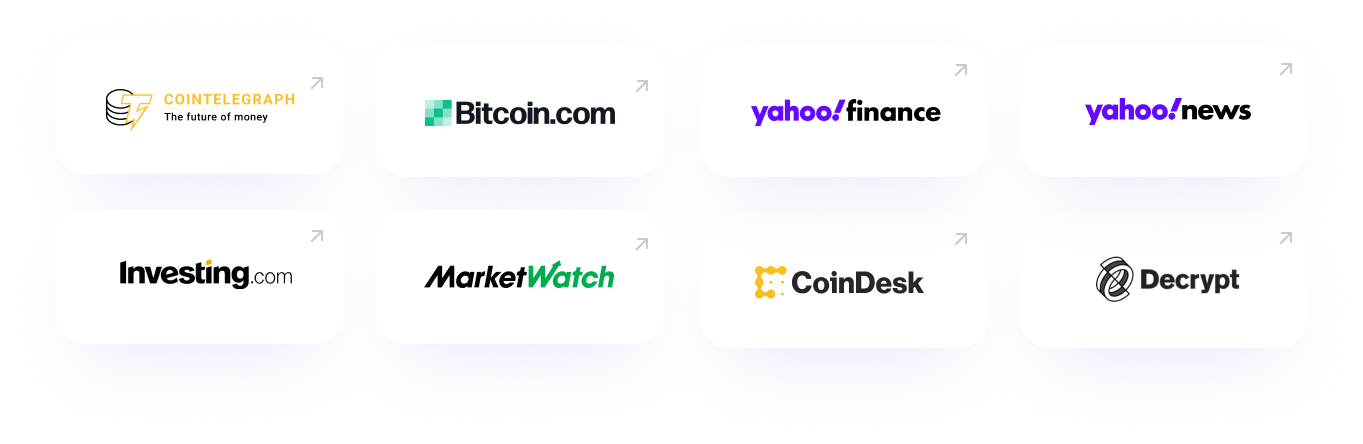 COINTELEGRAPH
The future of money
Bitcoin.com
yahoo!finance
yahoo!news
Investing.com
MarketWatch
CoinDesk
Decrypt